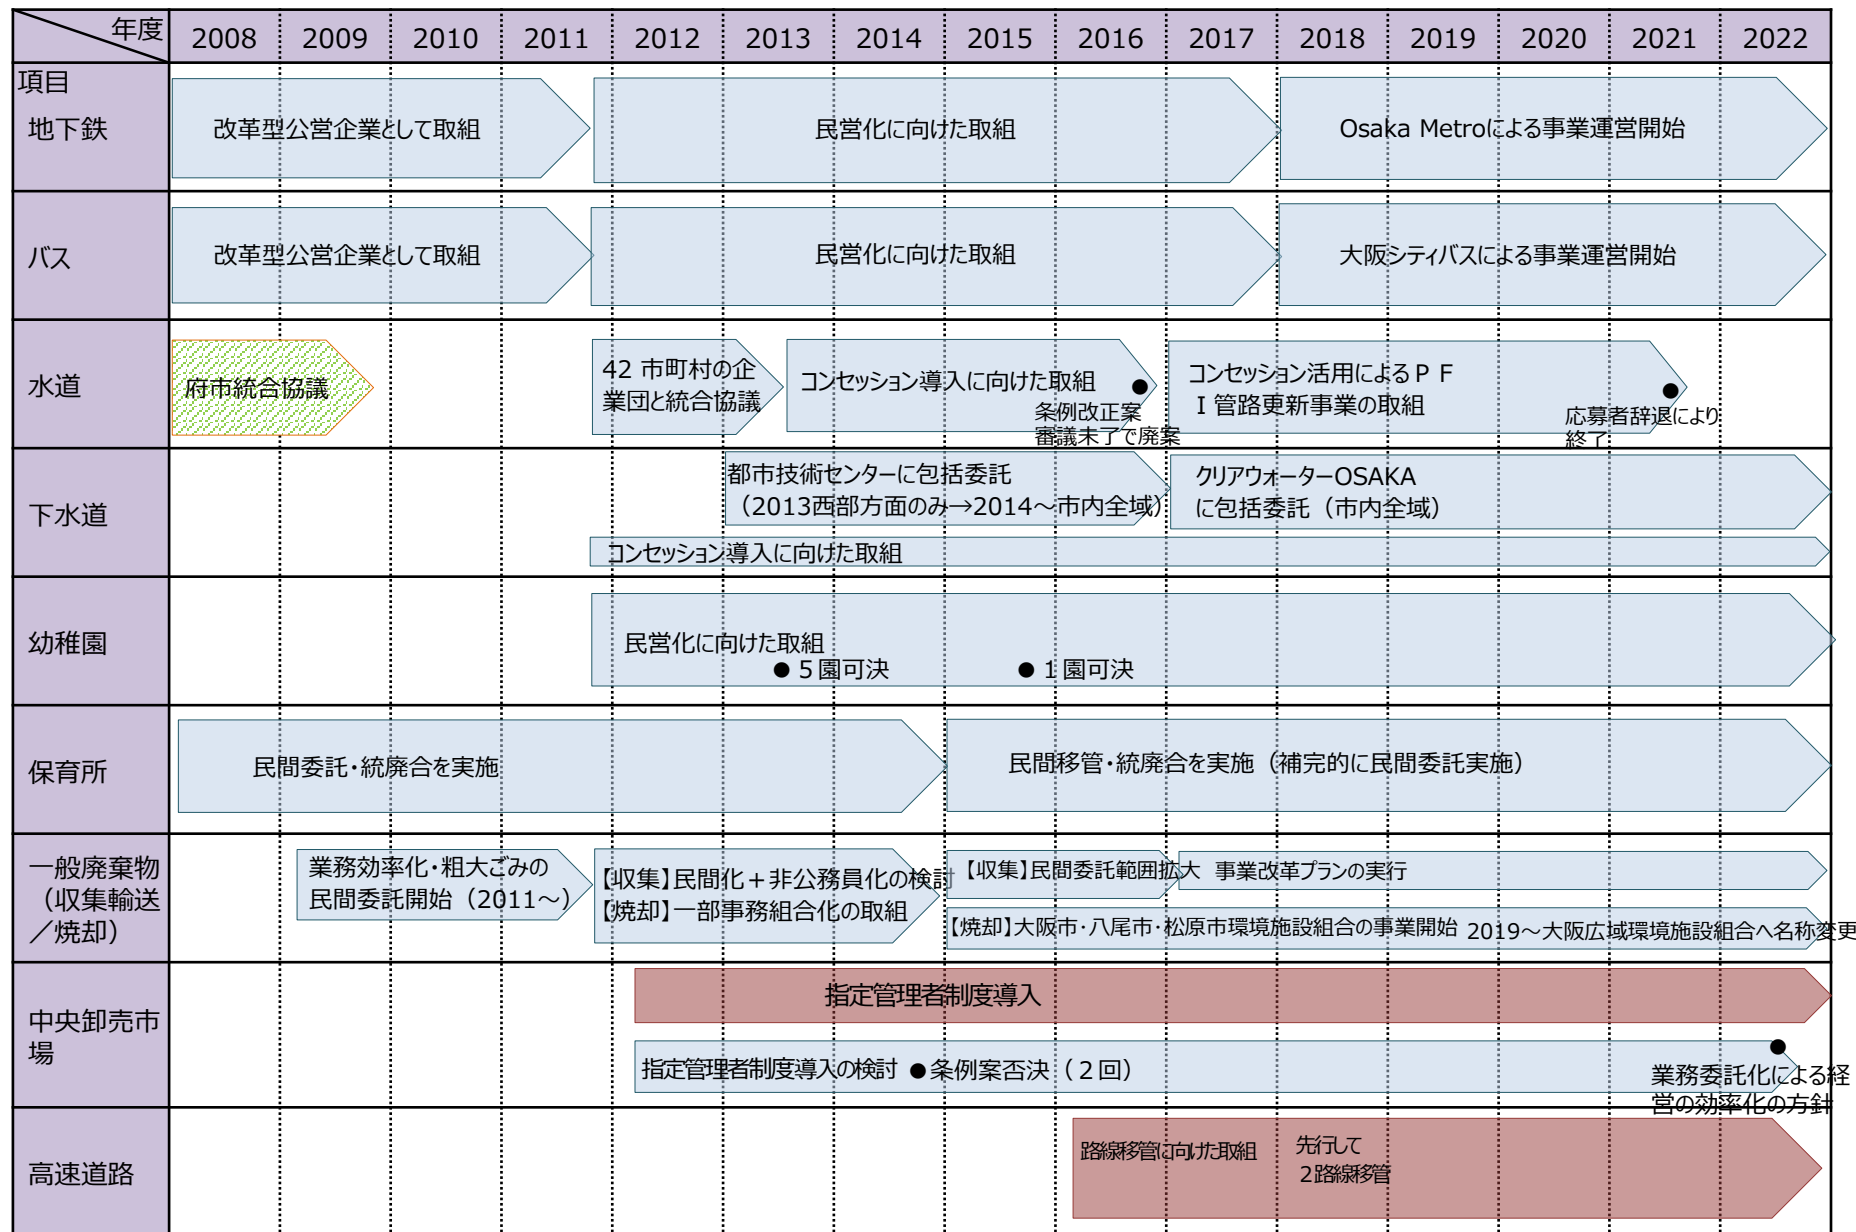 年度
2008 2009 2010 2011 2012 2013 2014 2015 2016 2017 2018 2019 2020 2021 2022
項目
地下鉄
改革型公営企業として取組
民営化に向けた取組
Osaka Metroによる事業運営開始
バス
改革型公営企業として取組
民営化に向けた取組
大阪シティバスによる事業運営開始
水道
府市統合協議
42 市町村の企
業団と統合協議
コンセッション導入に向けた取組
●
条例改正案
審議未了で廃案
コンセッション活用によるＰＦ
Ｉ管路更新事業の取組
●
応募者辞退により
終了
下水道
都市技術センターに包括委託
（2013西部方面のみ→2014～市内全域）
クリアウォーターOSAKA
に包括委託（市内全域）
コンセッション導入に向けた取組
幼稚園
民営化に向けた取組
●５園可決
●１園可決
保育所
民間委託・統廃合を実施
民間移管・統廃合を実施（補完的に民間委託実施）
一般廃棄物
（収集輸送
／焼却）
業務効率化・粗大ごみの
民間委託開始（2011～）
【収集】民間化＋非公務員化の検討
【焼却】一部事務組合化の取組
【収集】民間委託範囲拡大
事業改革プランの実行
【焼却】大阪市・八尾市・松原市環境施設組合の事業開始
2019～大阪広域環境施設組合へ名称変更
中央卸売市
場
指定管理者制度導入
指定管理者制度導入の検討
●条例案否決（２回）
●
業務委託化による経
営の効率化の方針
高速道路
路線移管に向けた取組
先行して
２路線移管